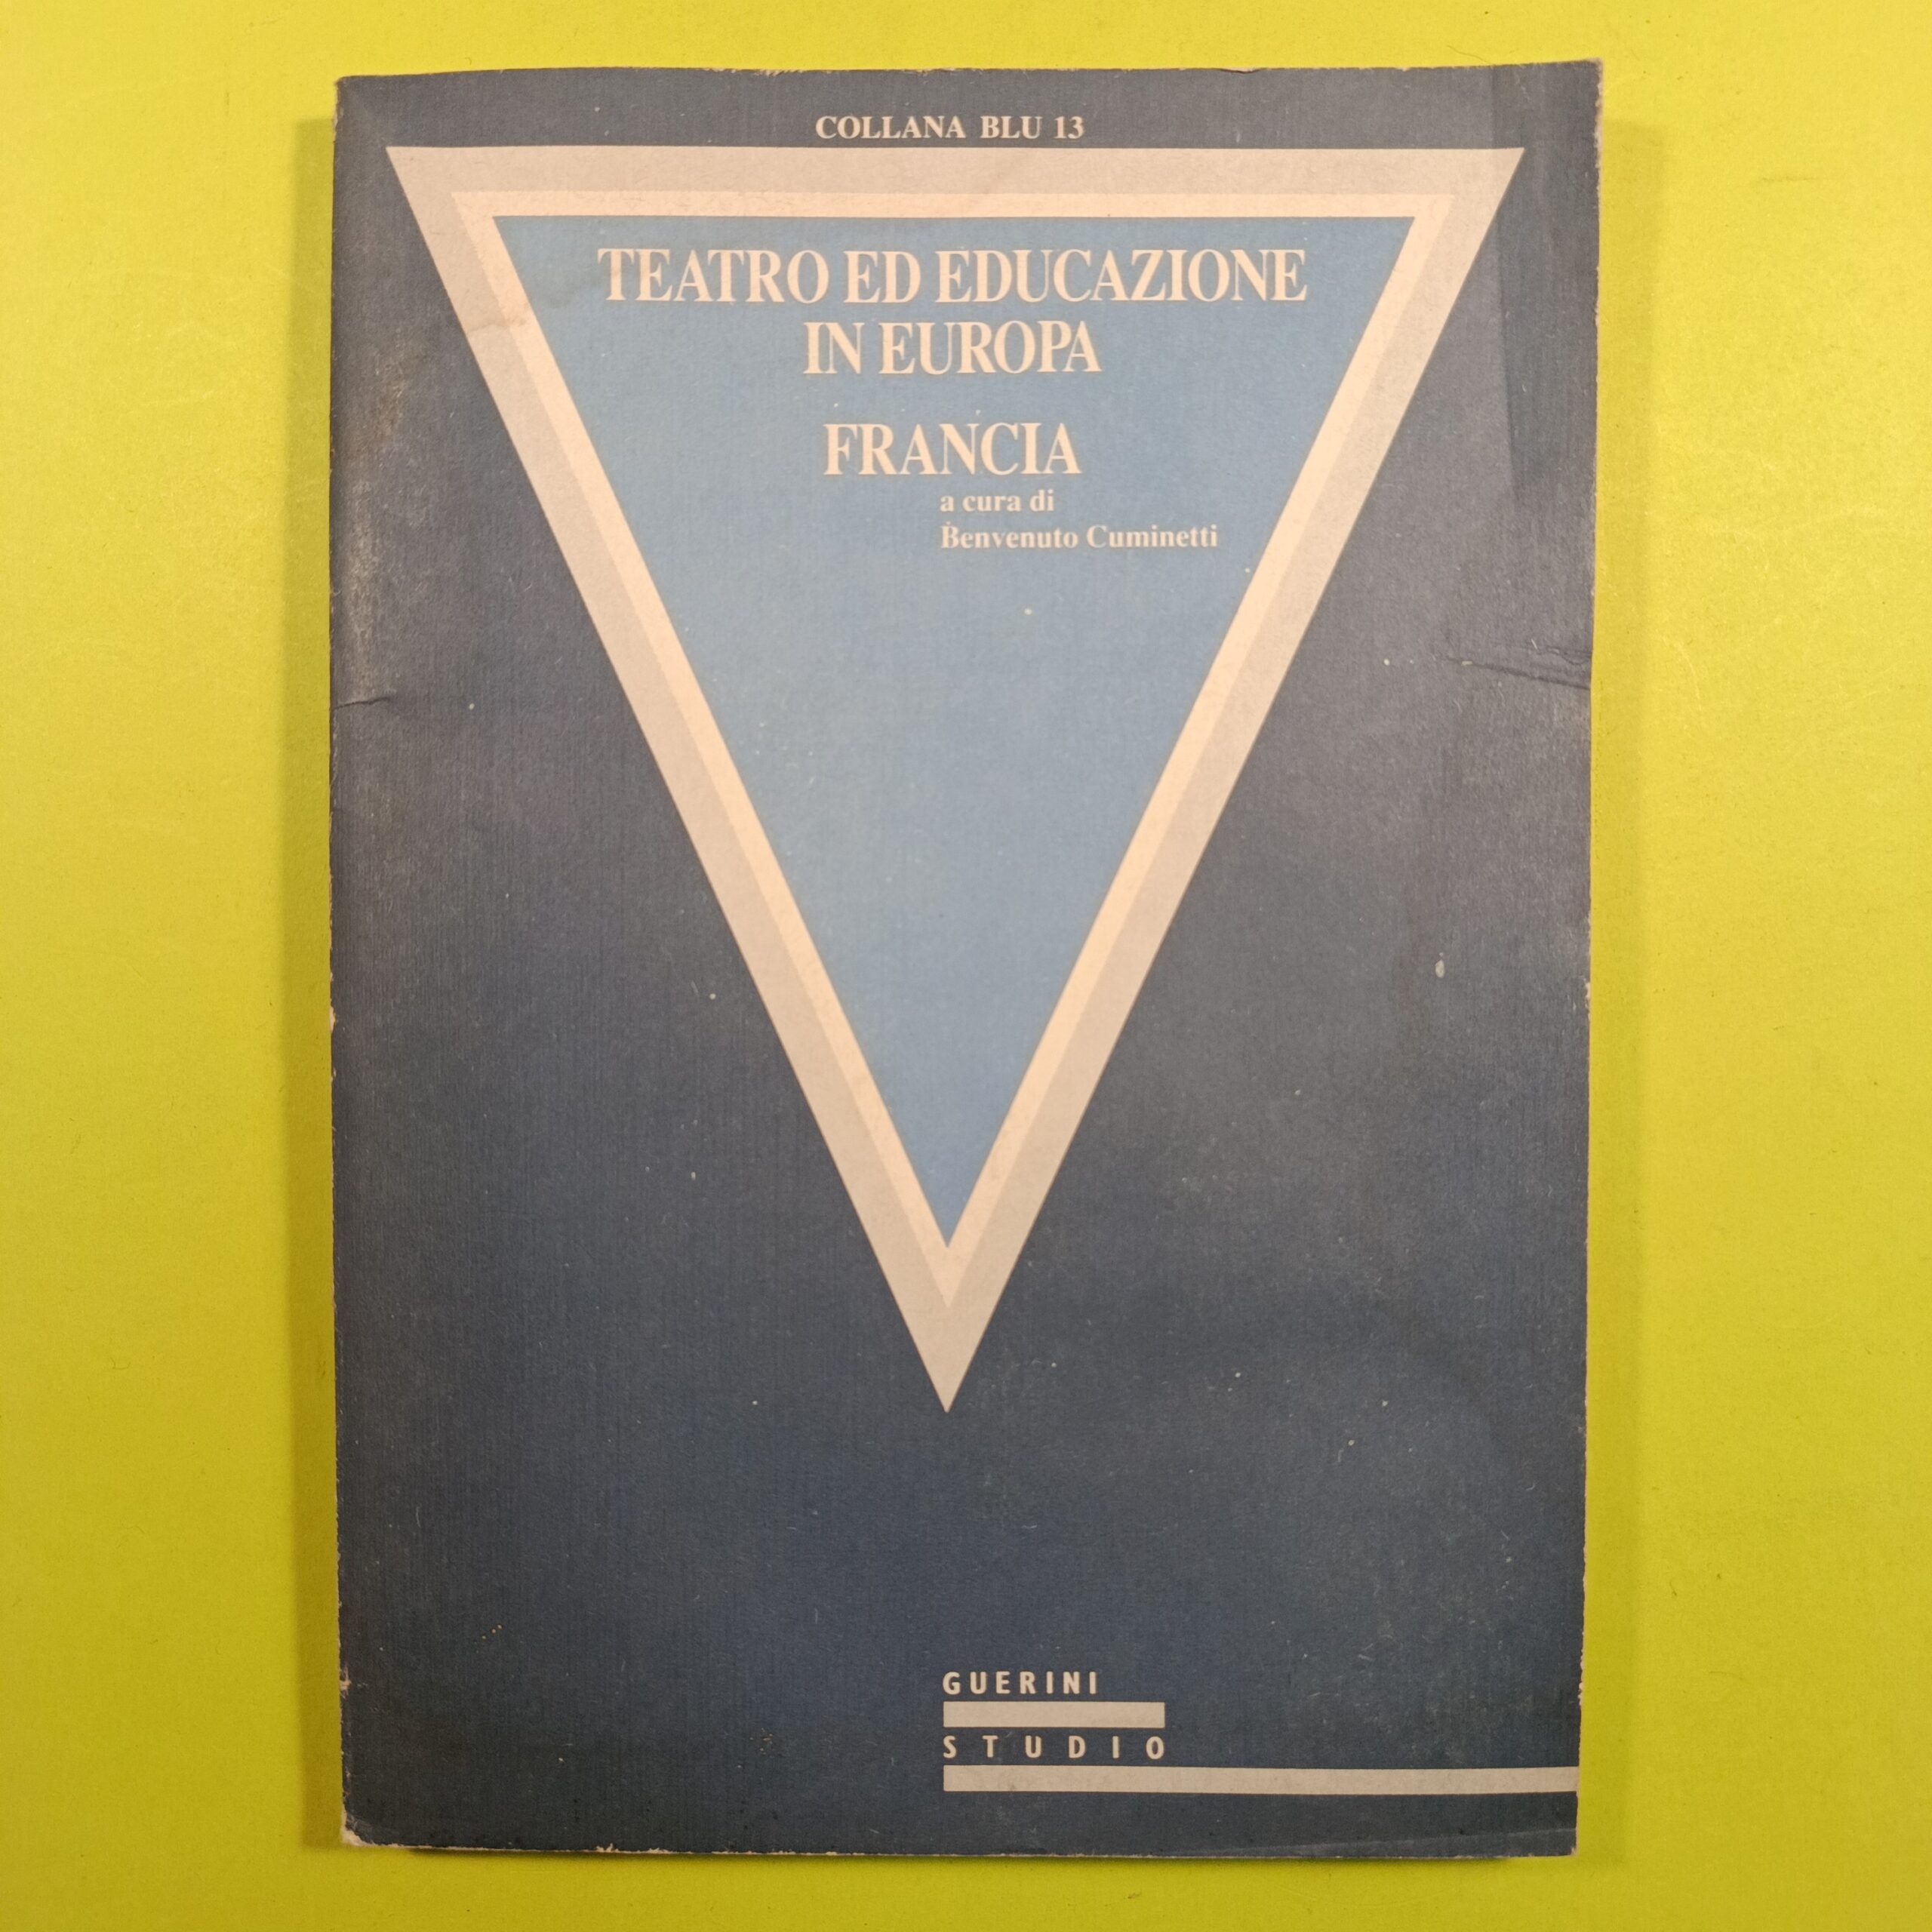 COLLANA BLU 13
TEATRO ED EDUCAZIONE
IN EUROPA
FRANCIA
a cura di
Benvenuto Cuminetti
GUERINI
STUDIO